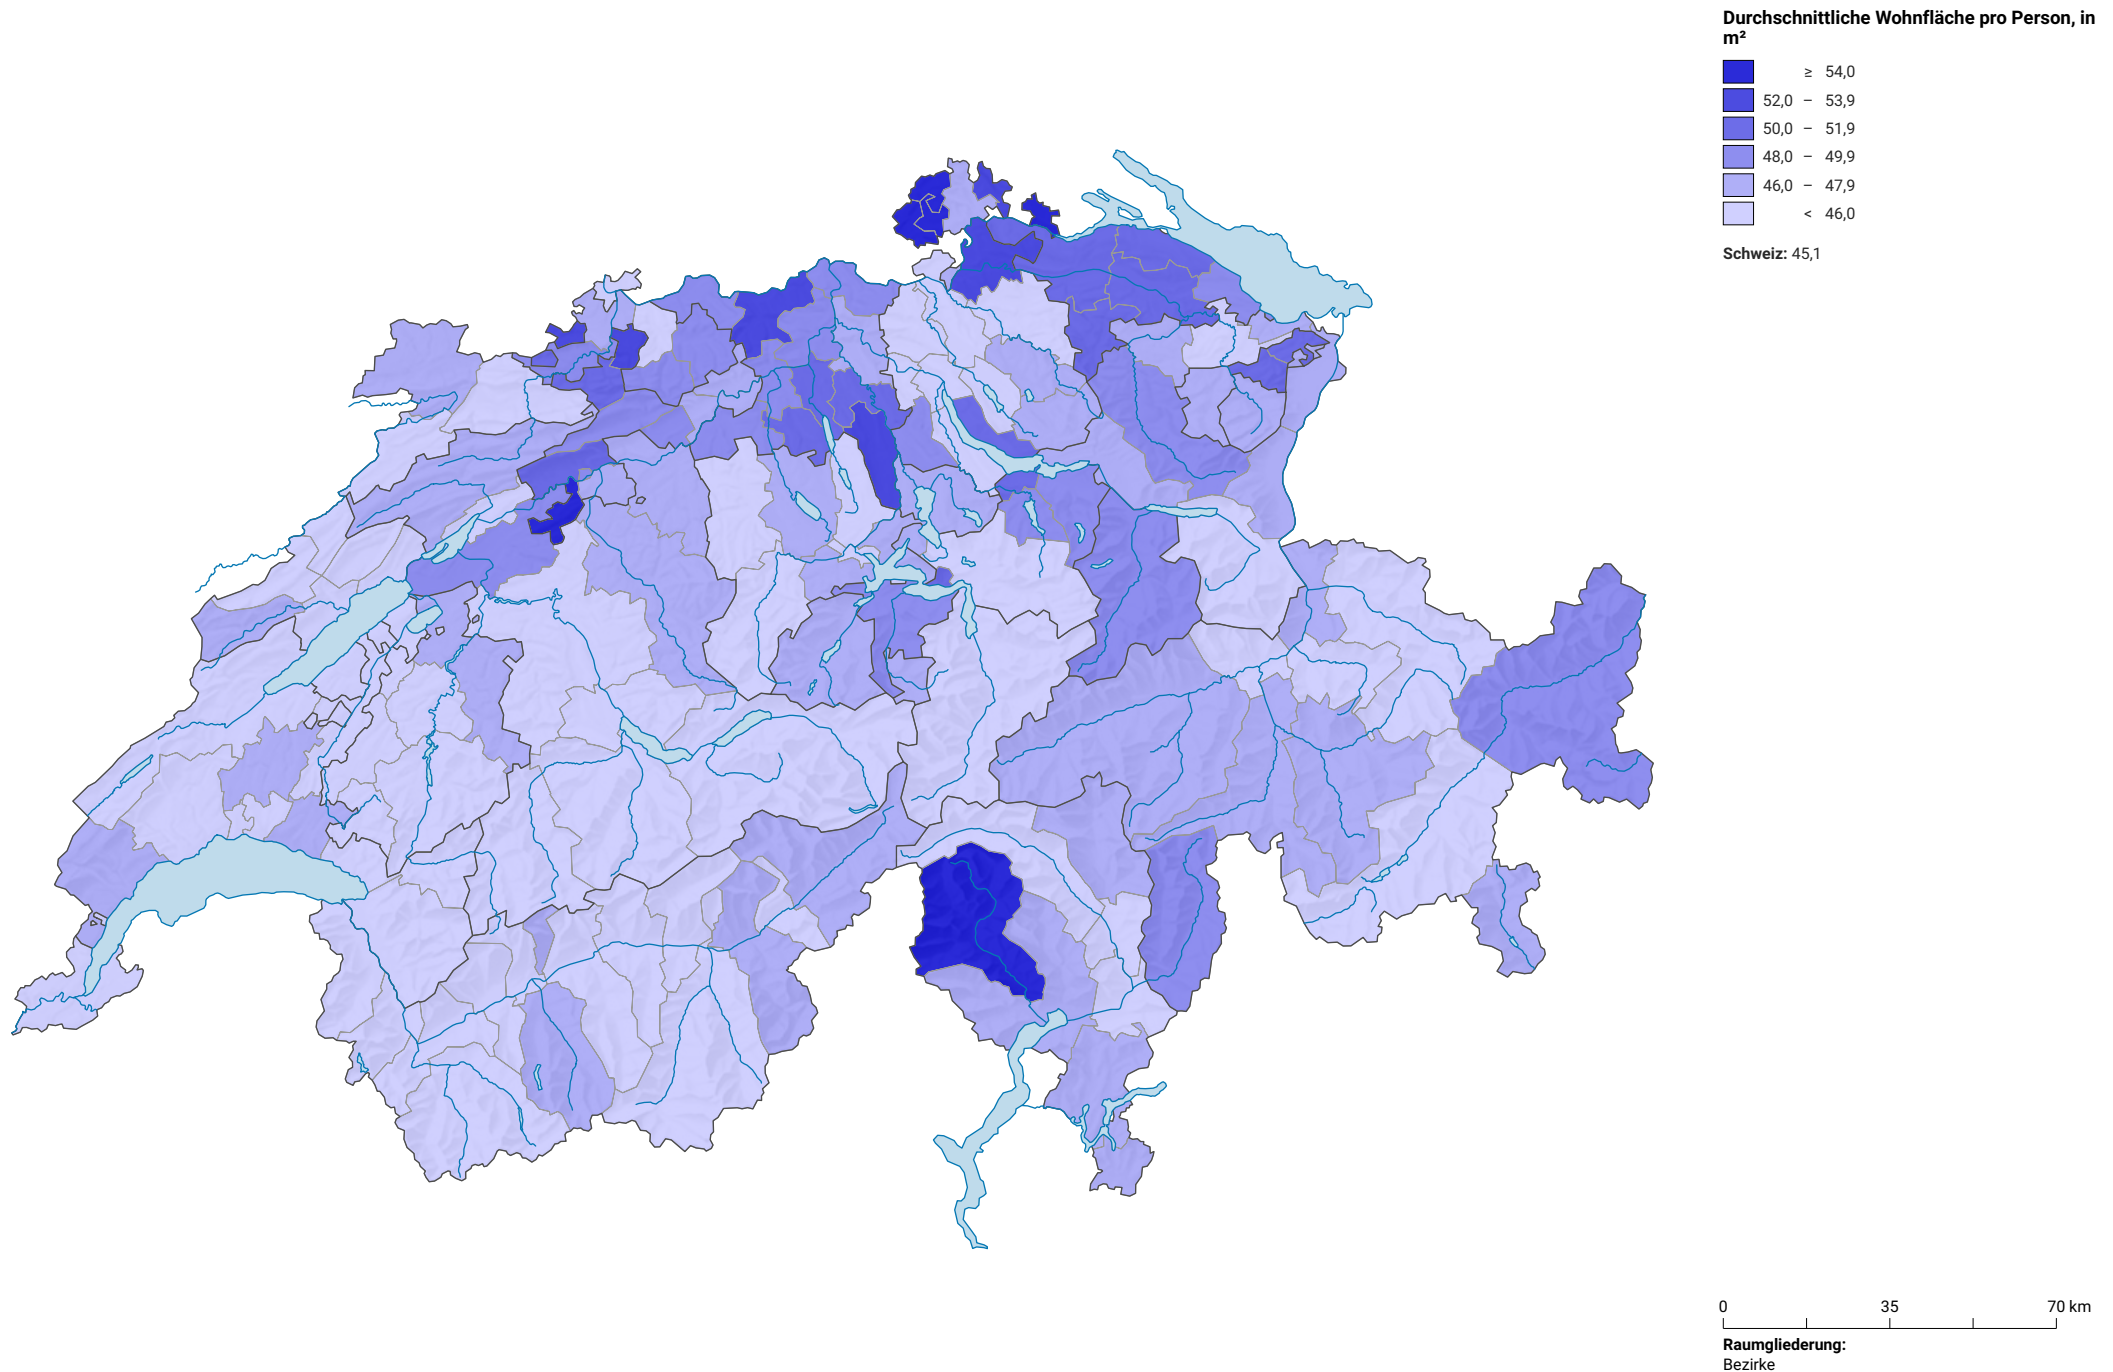 Durchschnittliche Wohnfläche pro Person, in
m²
≥ 54,0
52,0 – 53,9
50,0 – 51,9
48,0 – 49,9
46,0 – 47,9
< 46,0
Schweiz: 45,1
0 35 70 km
Raumgliederung:
Bezirke